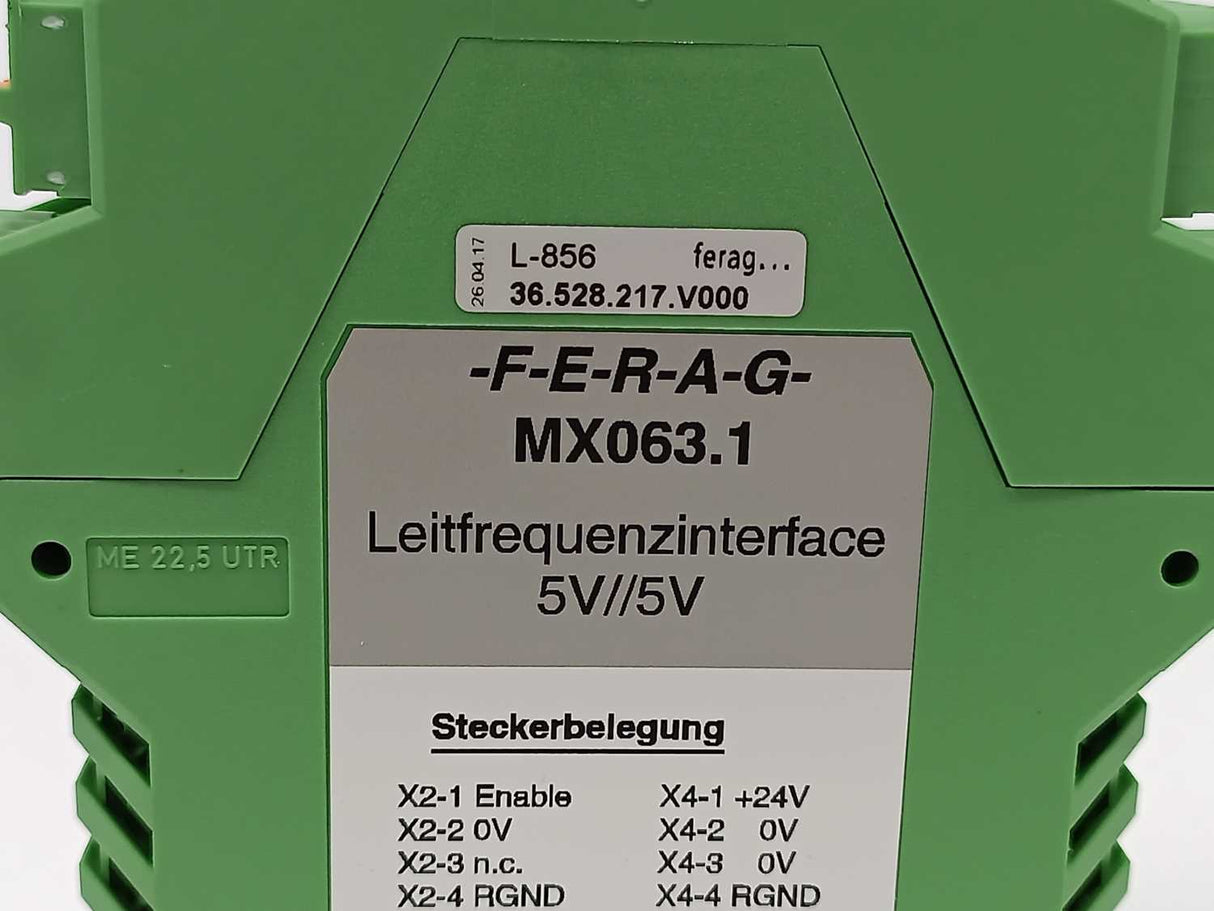 26.04.17
L-856 ferag...
36.528.217.V000
-F-E-R-A-G-
MX063.1
Leitfrequenzinterface
5V//5V
ME 22,5 UTR
Steckerbelegung
X2-1 Enable X4-1 +24V
X2-2 0V X4-2 0V
X2-3 n.c. X4-3 0V
X2-4 RGND X4-4 RGND